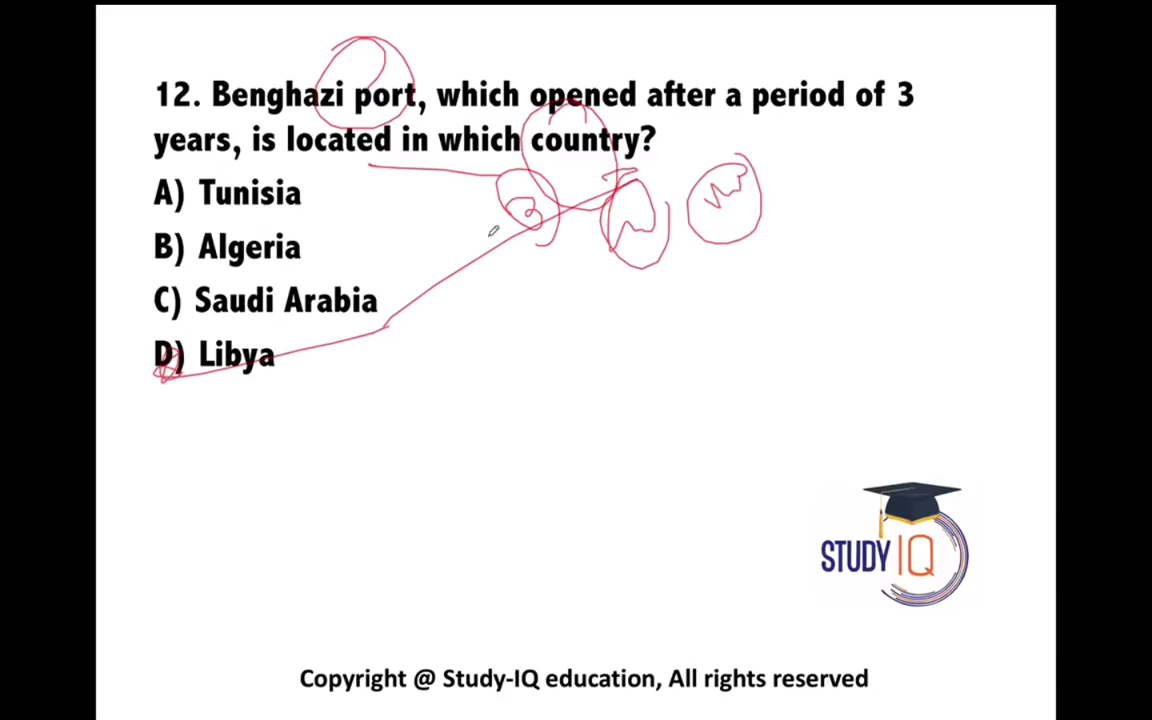 12. Benghazi port, which opened after a period of 3
years, is located in which country?
A) Tunisia
B) Algeria
C) Saudi Arabia
D) Libya
STUDY IQ
Copyright @ Study-IQ education, All rights reserved